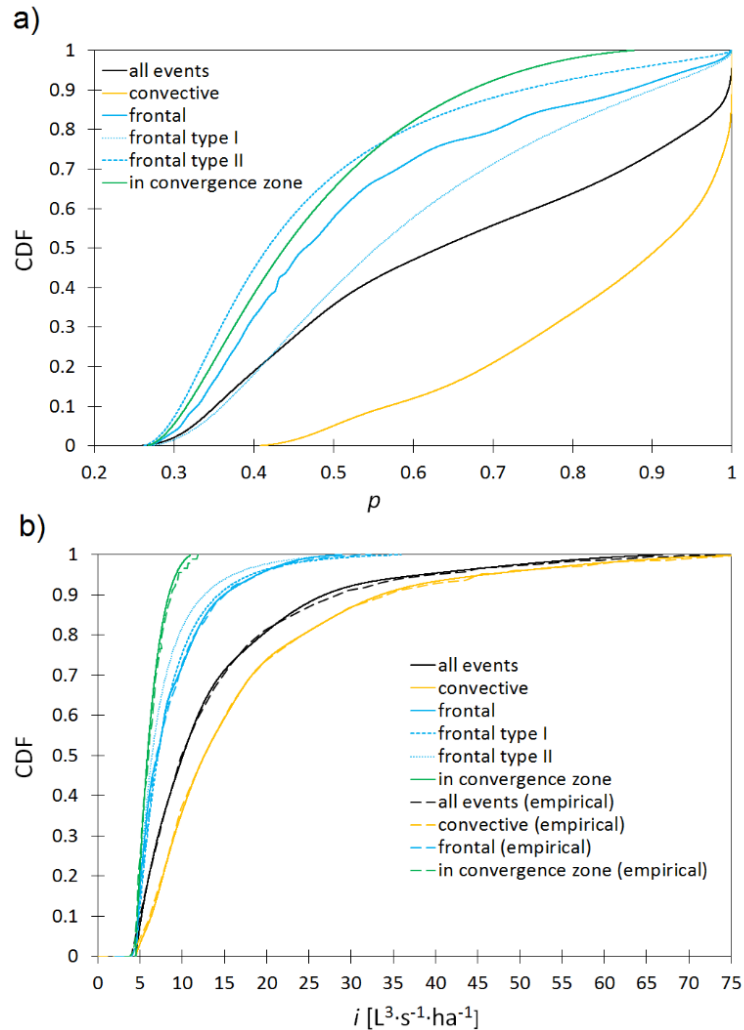 a)
1
0.9
0.8
0.7
0.6
0.5
0.4
0.3
0.2
0.1
0
CDF
all events
convective
frontal
frontal type I
frontal type II
in convergence zone
0.2 0.3 0.4 0.5 0.6 0.7 0.8 0.9 1
p
b)
1
0.9
0.8
0.7
0.6
0.5
0.4
0.3
0.2
0.1
0
CDF
all events
convective
frontal
frontal type I
frontal type II
in convergence zone
all events (empirical)
convective (empirical)
frontal (empirical)
in convergence zone (empirical)
0 5 10 15 20 25 30 35 40 45 50 55 60 65 70 75
i [L³·s⁻¹·ha⁻¹]